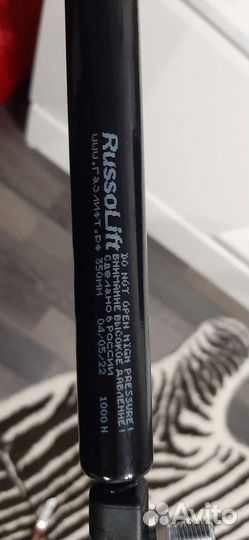 RussoLift
www.газлифт.рф 350мм 04/05/22 1000 Н
DO NOT OPEN HIGH PRESSURE!
ВНИМАНИЕ ВЫСОКОЕ ДАВЛЕНИЕ!
Сделано в России
Avito